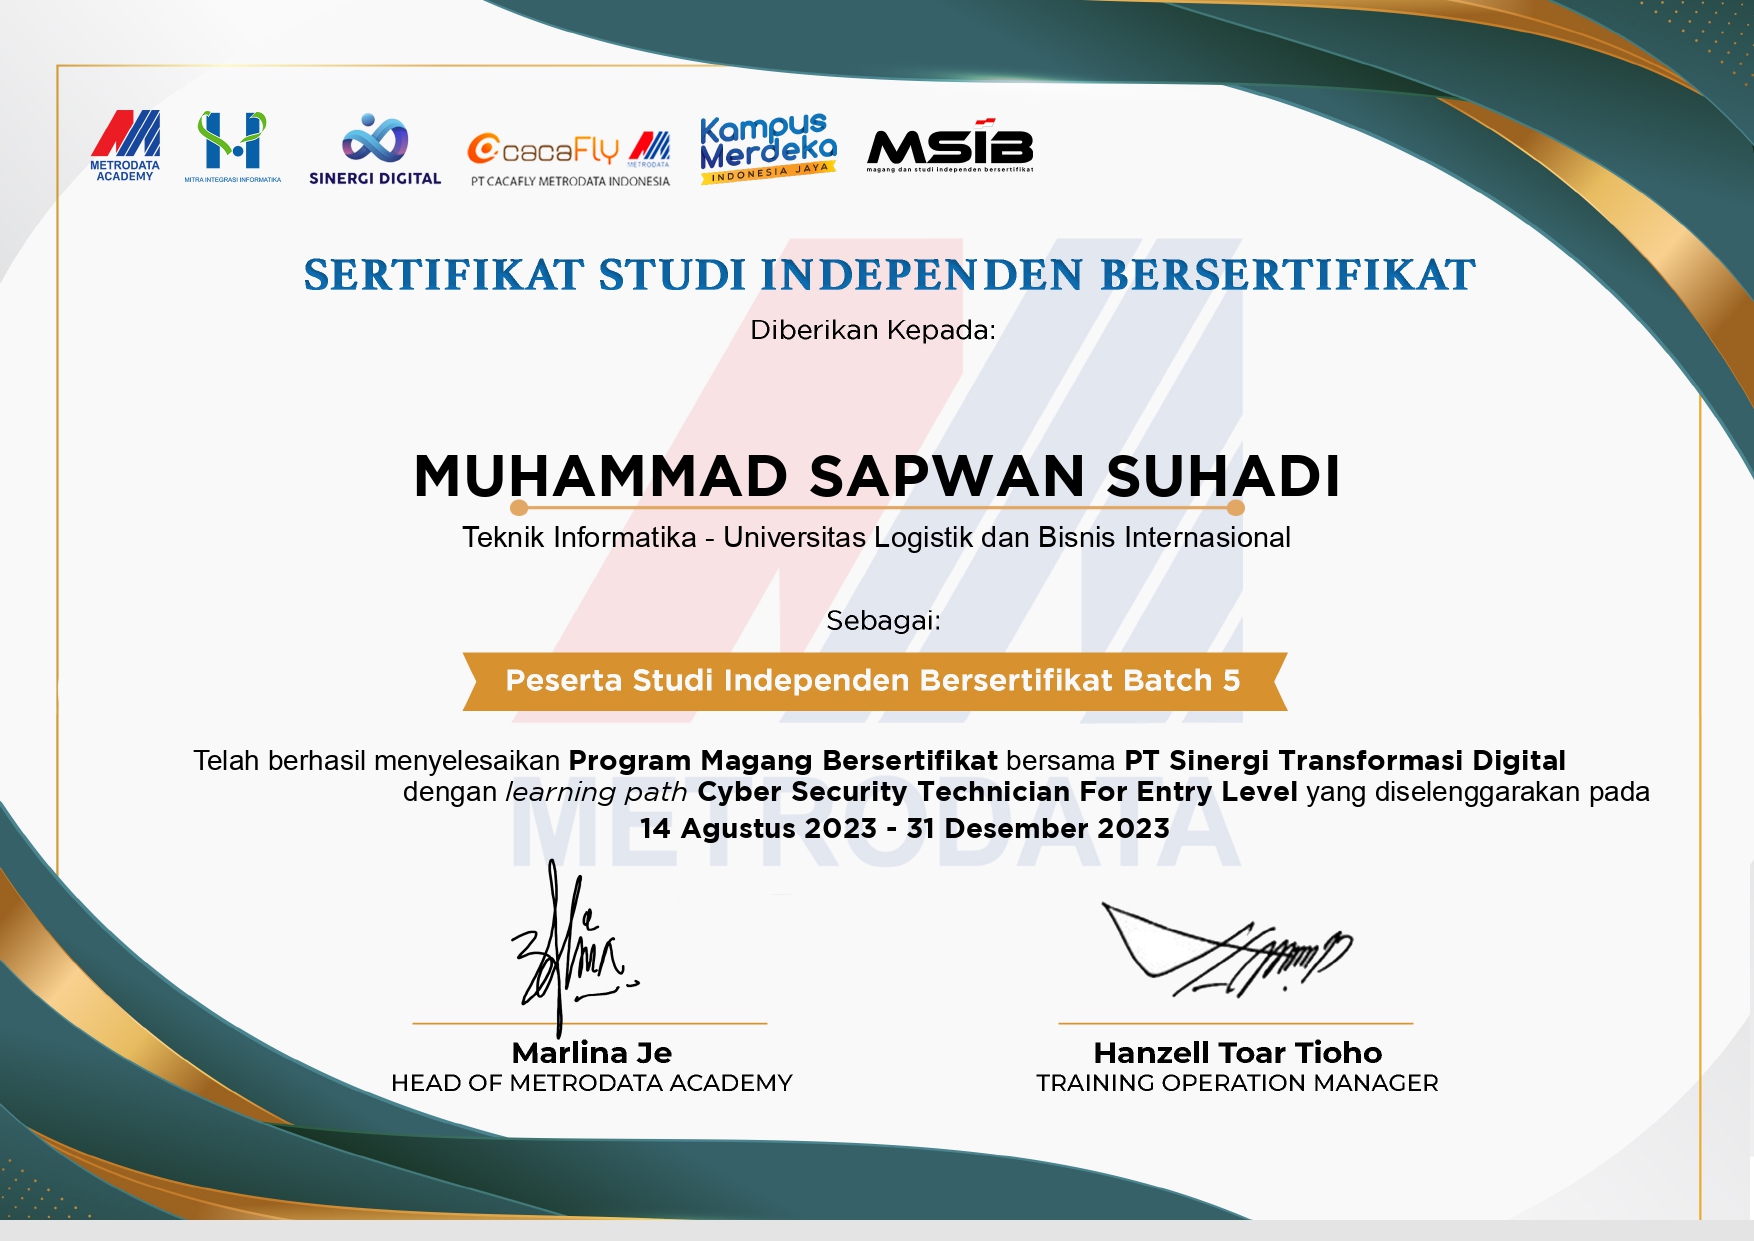 METRODATA
ACADEMY
MITRA INTEGRASI INFORMATIKA
SINERGI DIGITAL
cacaFly METRODATA
PT CACAFLY METRODATA INDONESIA
Kampus
Merdeka
INDONESIA JAYA
MSIB
magang dan studi independen bersertifikat
SERTIFIKAT STUDI INDEPENDEN BERSERTIFIKAT
Diberikan Kepada:
MUHAMMAD SAPWAN SUHADI
Teknik Informatika - Universitas Logistik dan Bisnis Internasional
Sebagai:
Peserta Studi Independen Bersertifikat Batch 5
Telah berhasil menyelesaikan Program Magang Bersertifikat bersama PT Sinergi Transformasi Digital
dengan learning path Cyber Security Technician For Entry Level yang diselenggarakan pada
14 Agustus 2023 - 31 Desember 2023
METRODATA
Marlina Je
HEAD OF METRODATA ACADEMY
Hanzell Toar Tioho
TRAINING OPERATION MANAGER